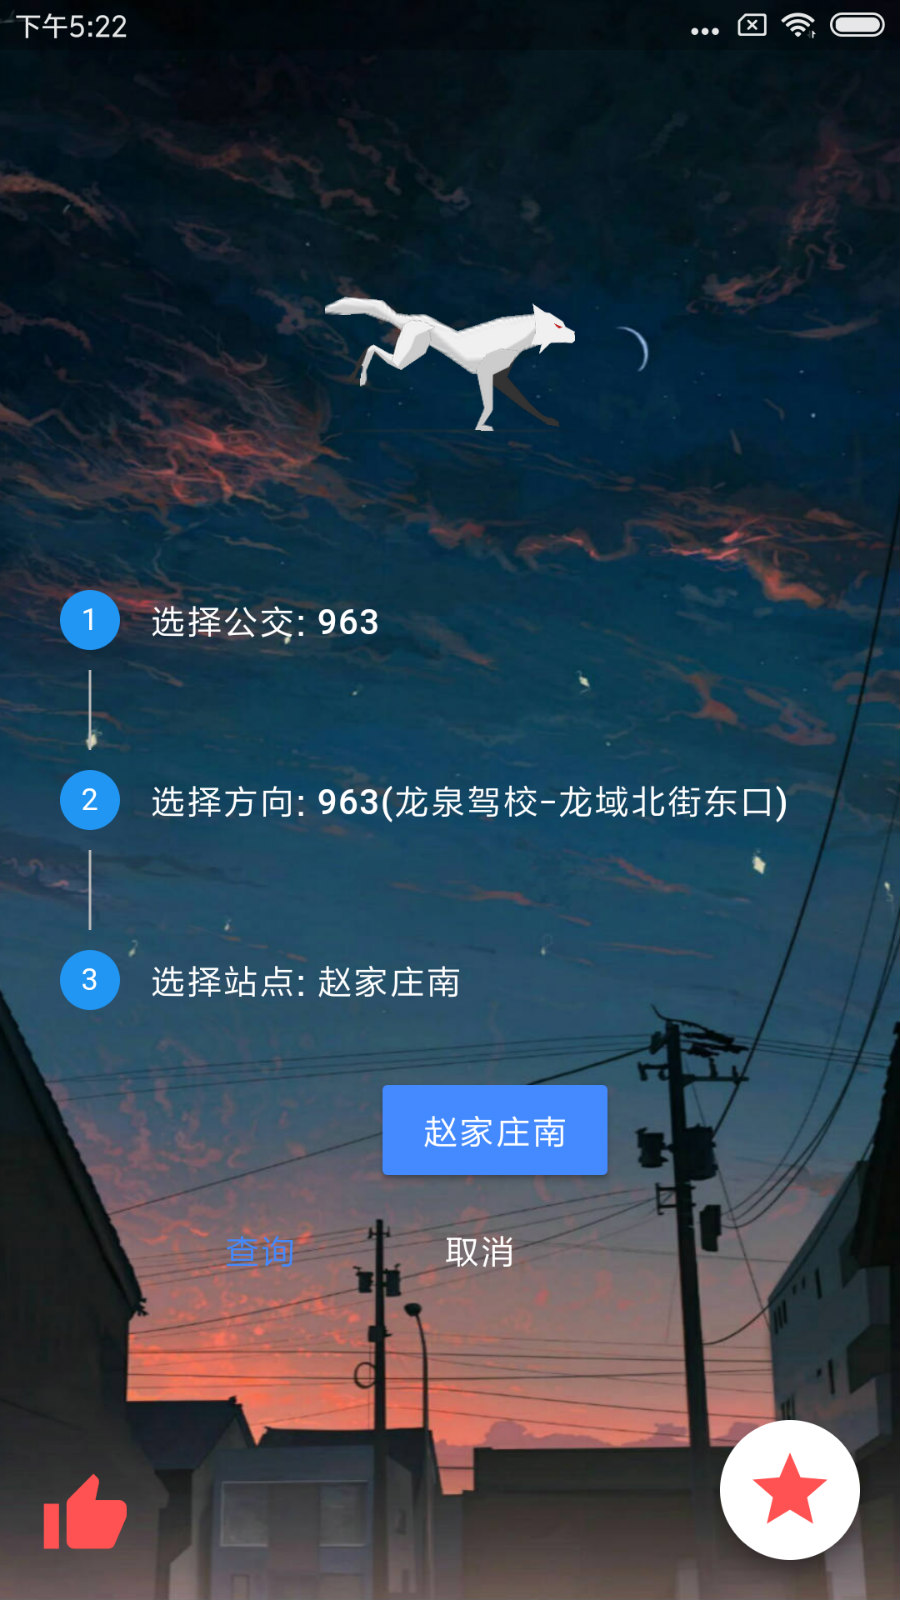 下午5:22
1 选择公交: 963
2 选择方向: 963(龙泉驾校-龙域北街东口)
3 选择站点: 赵家庄南
赵家庄南
查询 取消